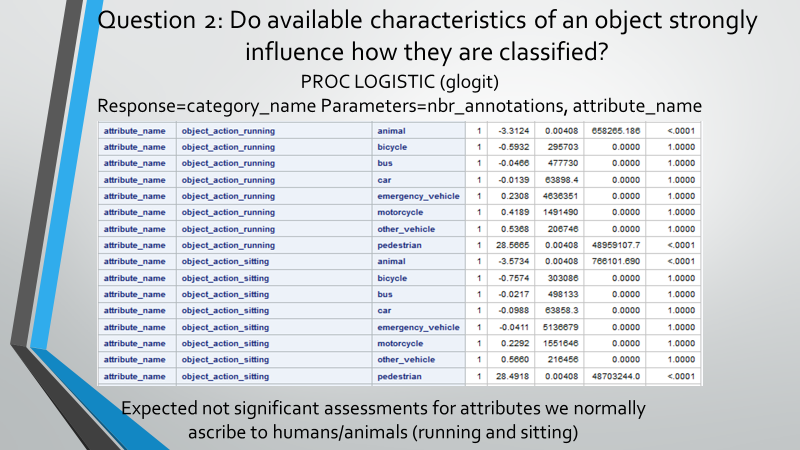 Question 2: Do available characteristics of an object strongly
influence how they are classified?
PROC LOGISTIC (glogit)
Response=category_name Parameters=nbr_annotations, attribute_name
attribute_name object_action_running animal 1 -3.3124 0.00408 658265.186 <.0001
attribute_name object_action_running bicycle 1 -0.5932 295703 0.0000 1.0000
attribute_name object_action_running bus 1 -0.0466 477730 0.0000 1.0000
attribute_name object_action_running car 1 -0.0139 63898.4 0.0000 1.0000
attribute_name object_action_running emergency_vehicle 1 0.2308 4636351 0.0000 1.0000
attribute_name object_action_running motorcycle 1 0.4189 1491490 0.0000 1.0000
attribute_name object_action_running other_vehicle 1 0.5368 206746 0.0000 1.0000
attribute_name object_action_running pedestrian 1 28.5665 0.00408 48959107.7 <.0001
attribute_name object_action_sitting animal 1 -3.5734 0.00408 766101.690 <.0001
attribute_name object_action_sitting bicycle 1 -0.7574 303086 0.0000 1.0000
attribute_name object_action_sitting bus 1 -0.0217 498133 0.0000 1.0000
attribute_name object_action_sitting car 1 -0.0988 63858.3 0.0000 1.0000
attribute_name object_action_sitting emergency_vehicle 1 -0.0411 5136679 0.0000 1.0000
attribute_name object_action_sitting motorcycle 1 0.2292 1551646 0.0000 1.0000
attribute_name object_action_sitting other_vehicle 1 0.5660 216456 0.0000 1.0000
attribute_name object_action_sitting pedestrian 1 28.4918 0.00408 48703244.0 <.0001
Expected not significant assessments for attributes we normally
ascribe to humans/animals (running and sitting)